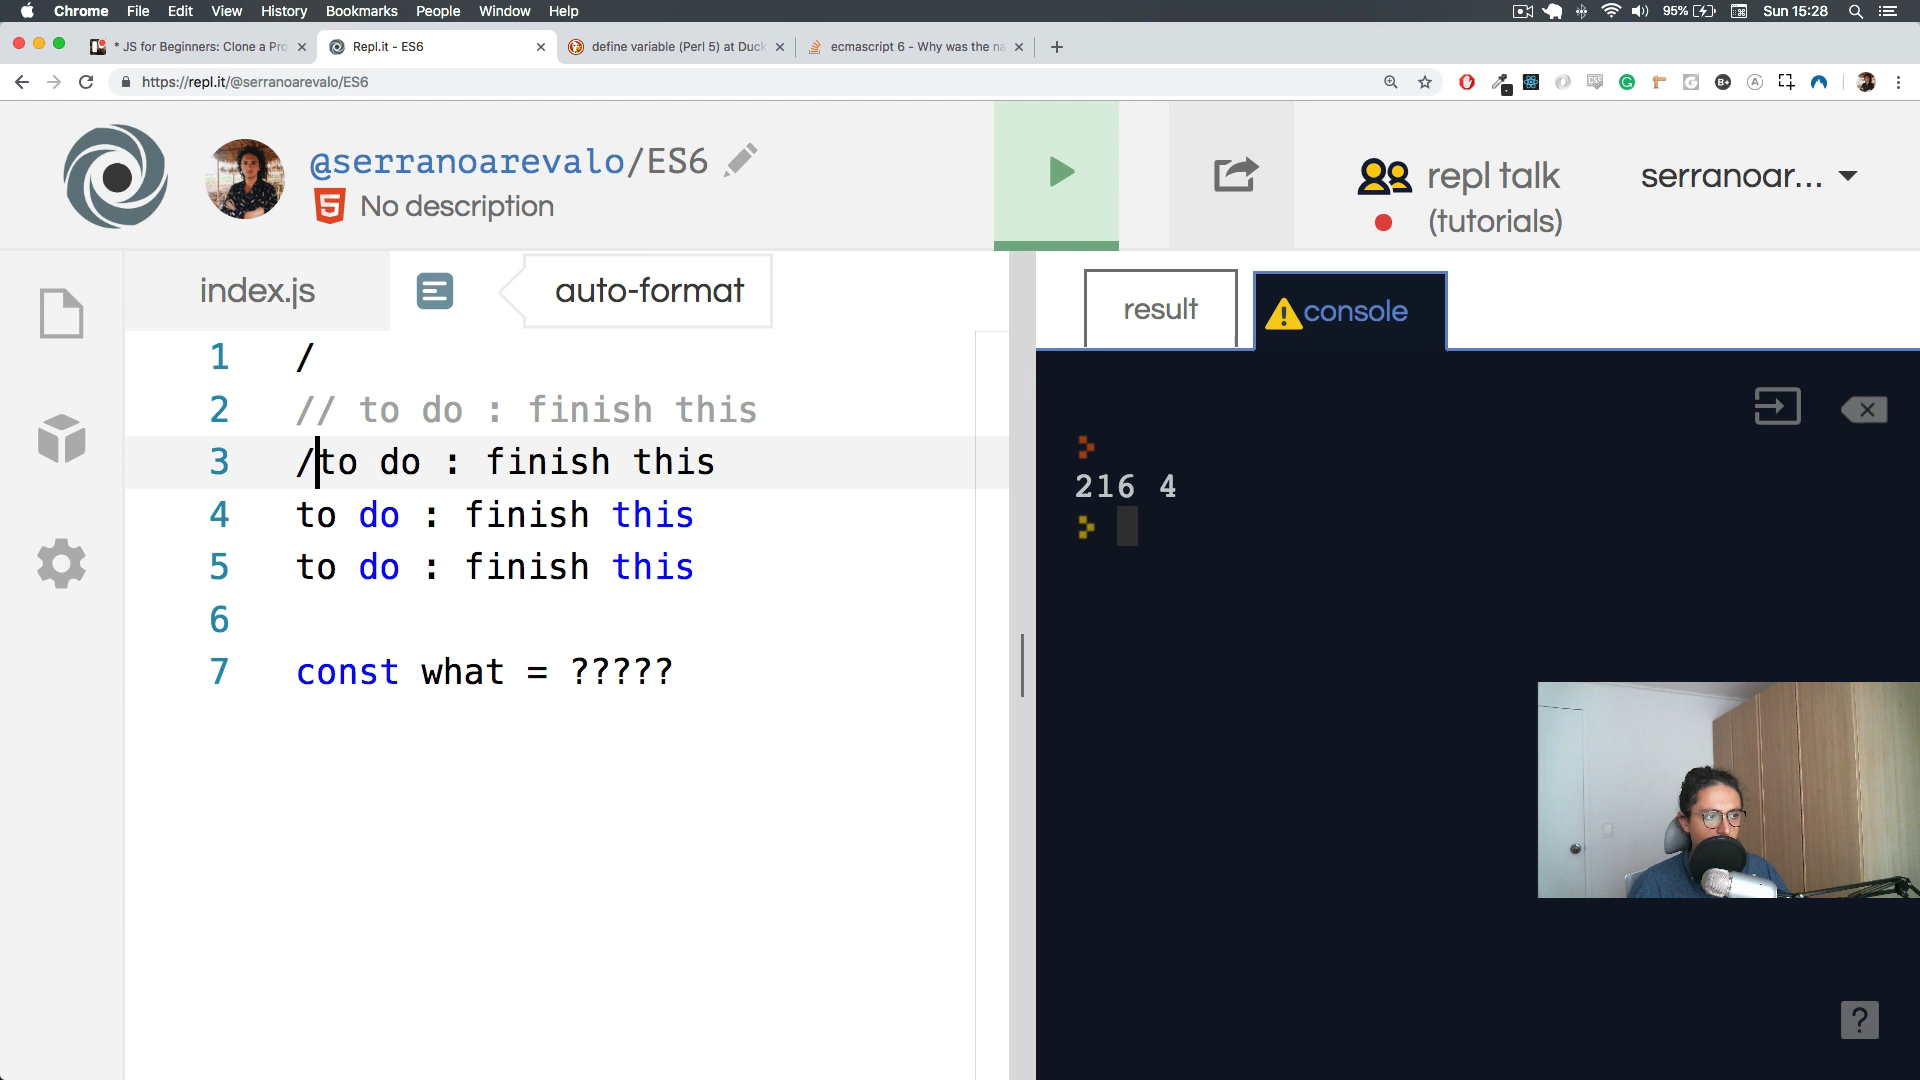 Chrome File Edit View History Bookmarks People Window Help 95% Sun 15:28
* JS for Beginners: Clone a Pro
Repl.it - ES6
define variable (Perl 5) at Duck
ecmascript 6 - Why was the na
https://repl.it/@serranoarevalo/ES6
@serranoarevalo/ES6
No description
repl talk
(tutorials)
serranoar...
index.js
auto-format
result
console
1 /
2 // to do : finish this
3 /to do : finish this
4 to do : finish this
5 to do : finish this
6
7 const what = ?????
216 4
?